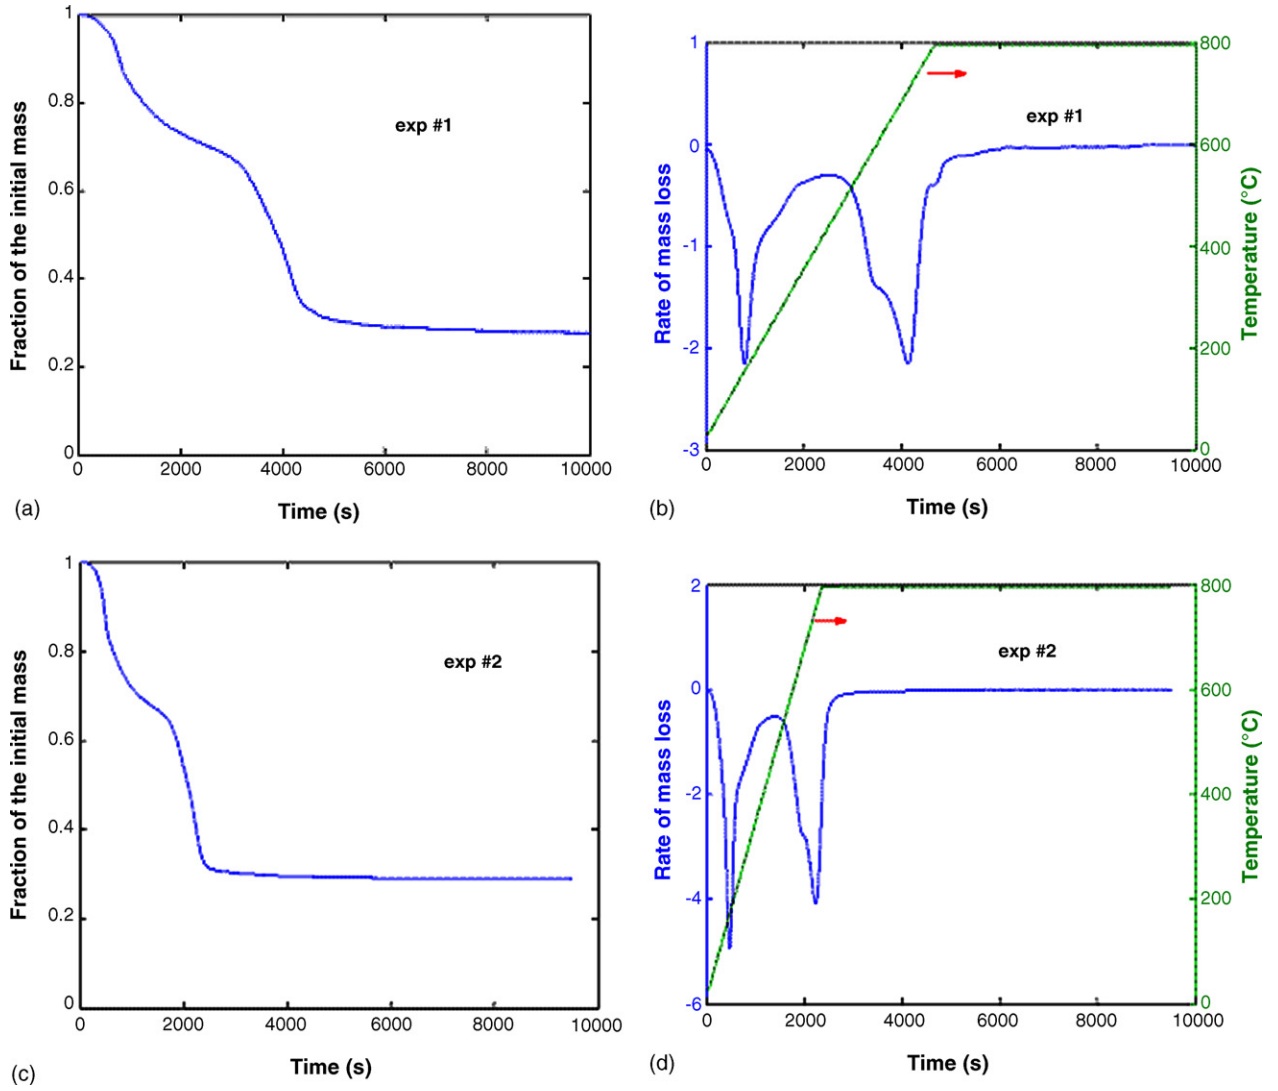 1
0.8
0.6
0.4
0.2
0
0 2000 4000 6000 8000 10000
Fraction of the initial mass
Time (s)
exp #1
(a)
1
0
-1
-2
-3
800
600
400
200
0
0 2000 4000 6000 8000 10000
Rate of mass loss
Temperature (°C)
Time (s)
exp #1
(b)
1
0.8
0.6
0.4
0.2
0
0 2000 4000 6000 8000 10000
Fraction of the initial mass
Time (s)
exp #2
(c)
2
0
-2
-4
-6
800
600
400
200
0
0 2000 4000 6000 8000 10000
Rate of mass loss
Temperature (°C)
Time (s)
exp #2
(d)